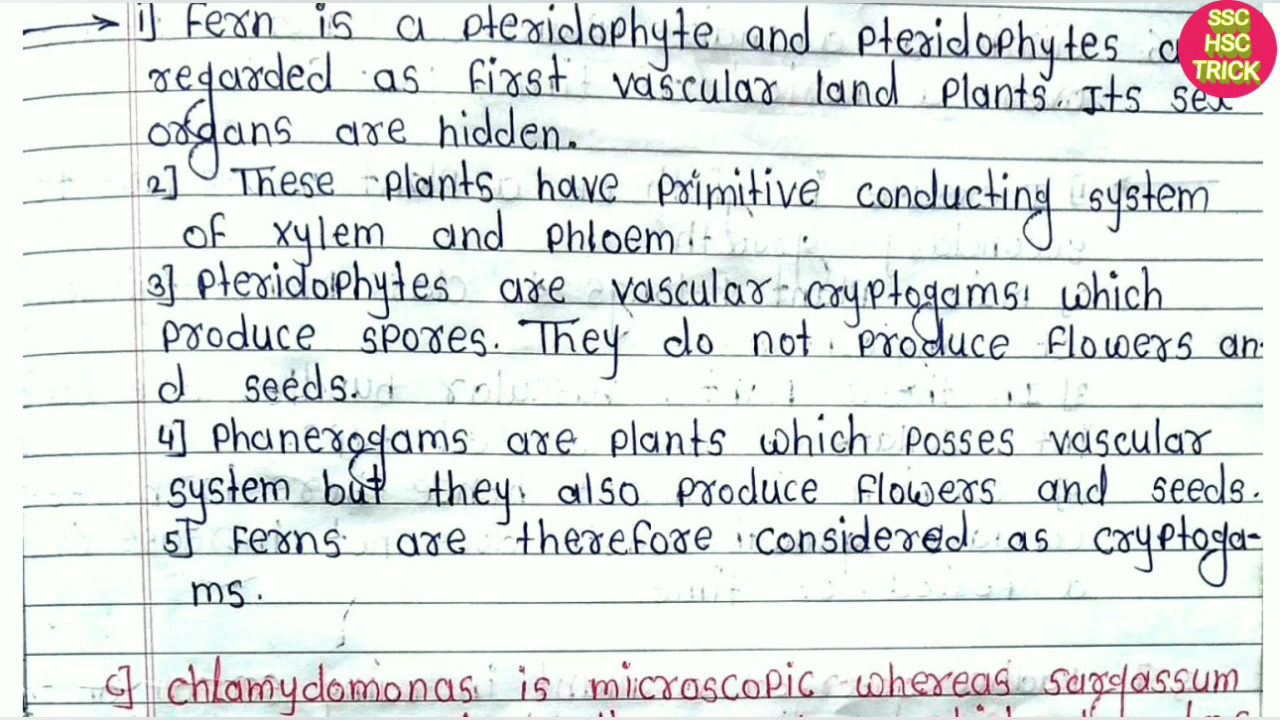 SSC
HSC
TRICK
1] Fern is a pteridophyte and pteridophytes
regarded as first vascular land plants. Its sex
organs are hidden.
2] These plants have primitive conducting system
of xylem and phloem.
3] Pteridophytes are vascular cryptogams which
produce spores. They do not produce flowers an-
d seeds.
4] Phanerogams are plants which posses vascular
system but they also produce flowers and seeds.
5] Ferns are therefore considered as cryptoga-
ms.
c] chlamydomonas is microscopic whereas sargassum